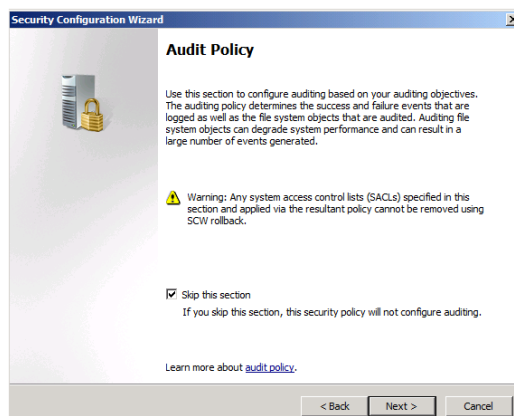 Security Configuration Wizard
Audit Policy
Use this section to configure auditing based on your auditing objectives.
The auditing policy determines the success and failure events that are
logged as well as the file system objects that are audited. Auditing file
system objects can degrade system performance and can result in a
large number of events generated.
Warning: Any system access control lists (SACLs) specified in this
section and applied via the resultant policy cannot be removed using
SCW rollback.
Skip this section
If you skip this section, this security policy will not configure auditing.
Learn more about audit policy.
< Back Next > Cancel